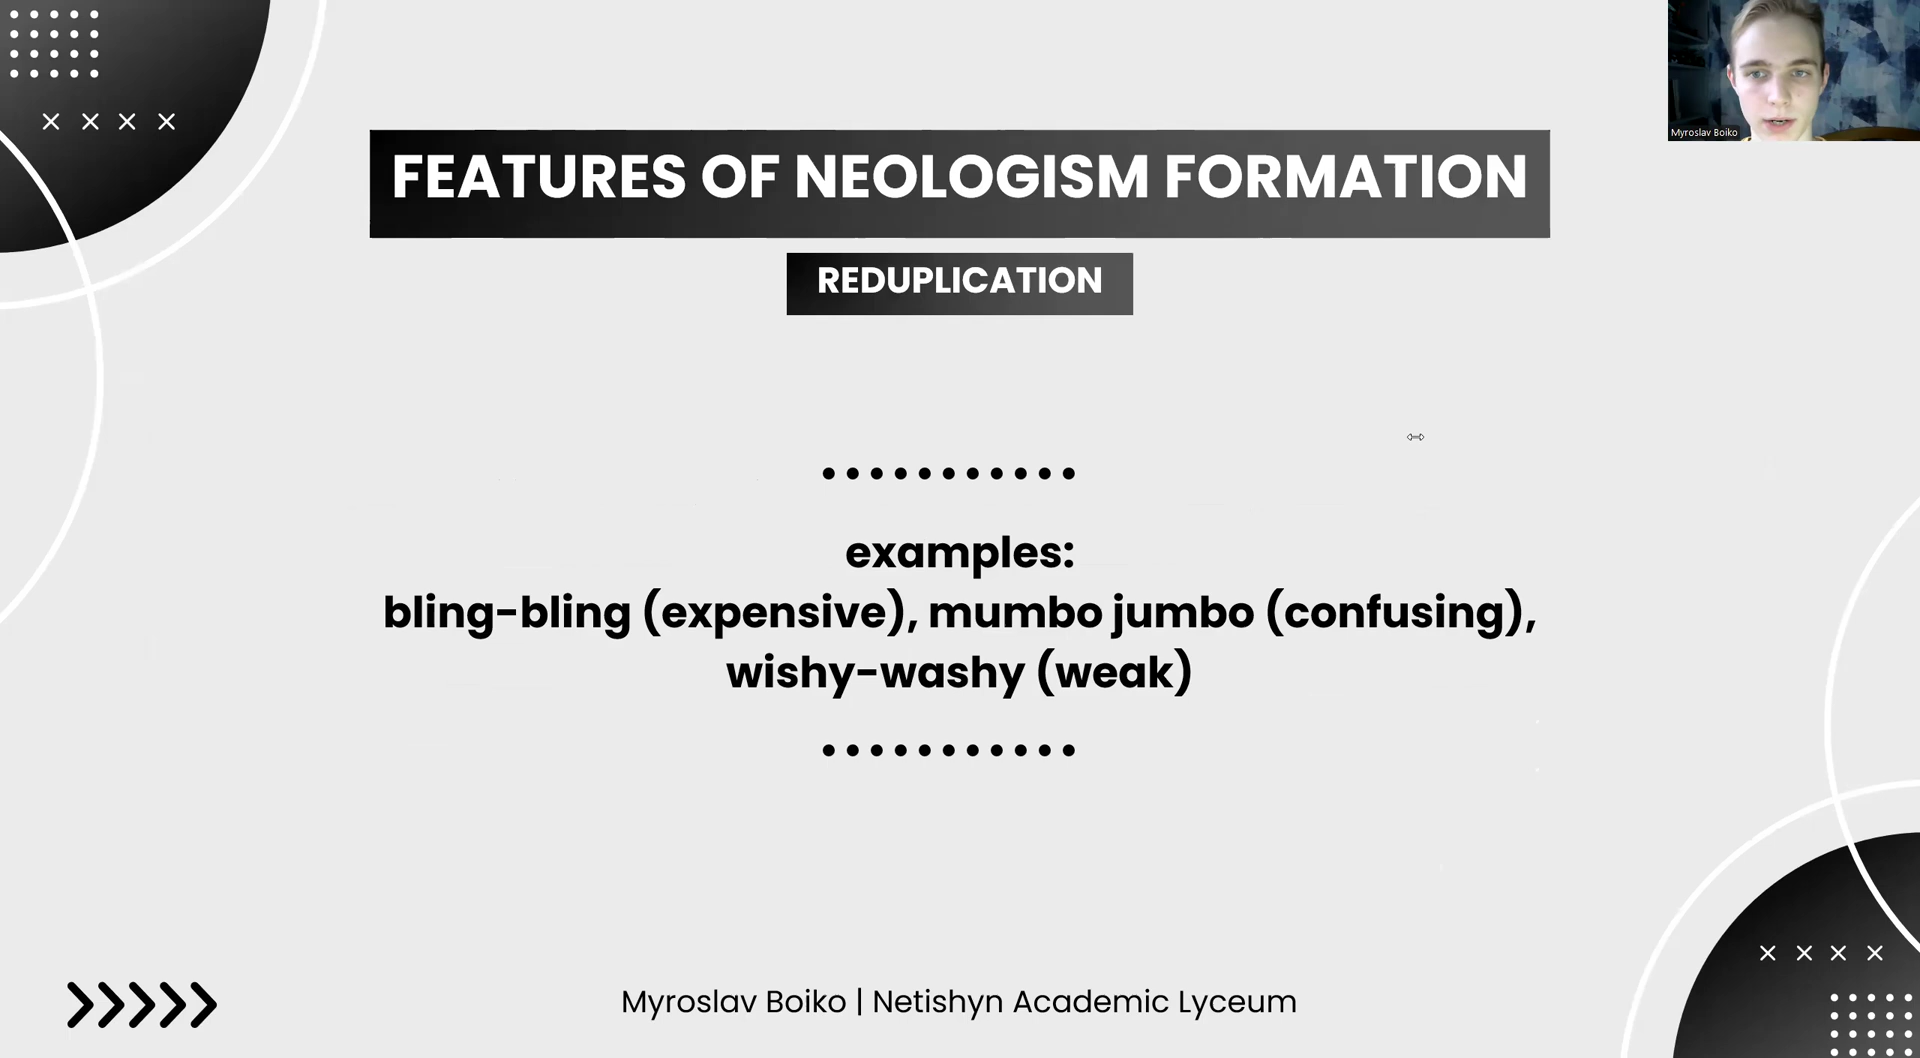 Myroslav Boiko
FEATURES OF NEOLOGISM FORMATION
REDUPLICATION
examples:
bling-bling (expensive), mumbo jumbo (confusing),
wishy-washy (weak)
Myroslav Boiko | Netishyn Academic Lyceum